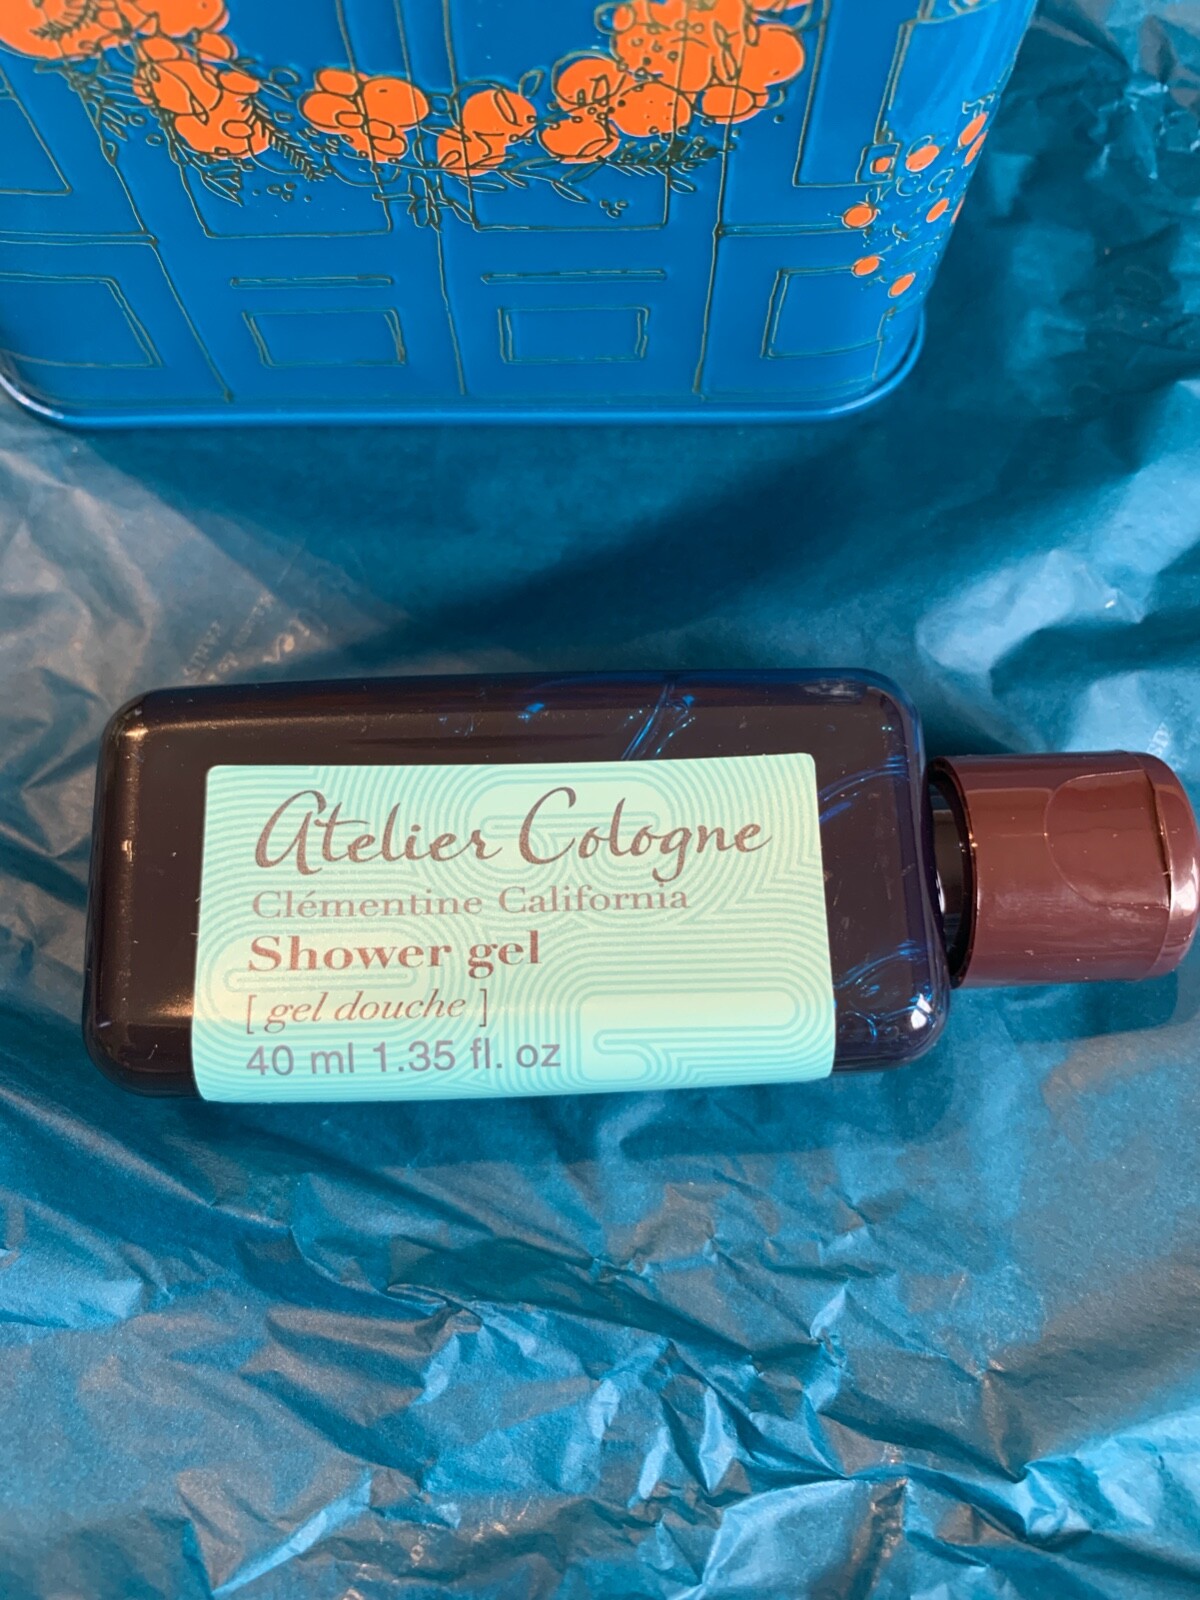 Atelier Cologne
Clémentine California
Shower gel
[ gel douche ]
40 ml 1.35 fl. oz